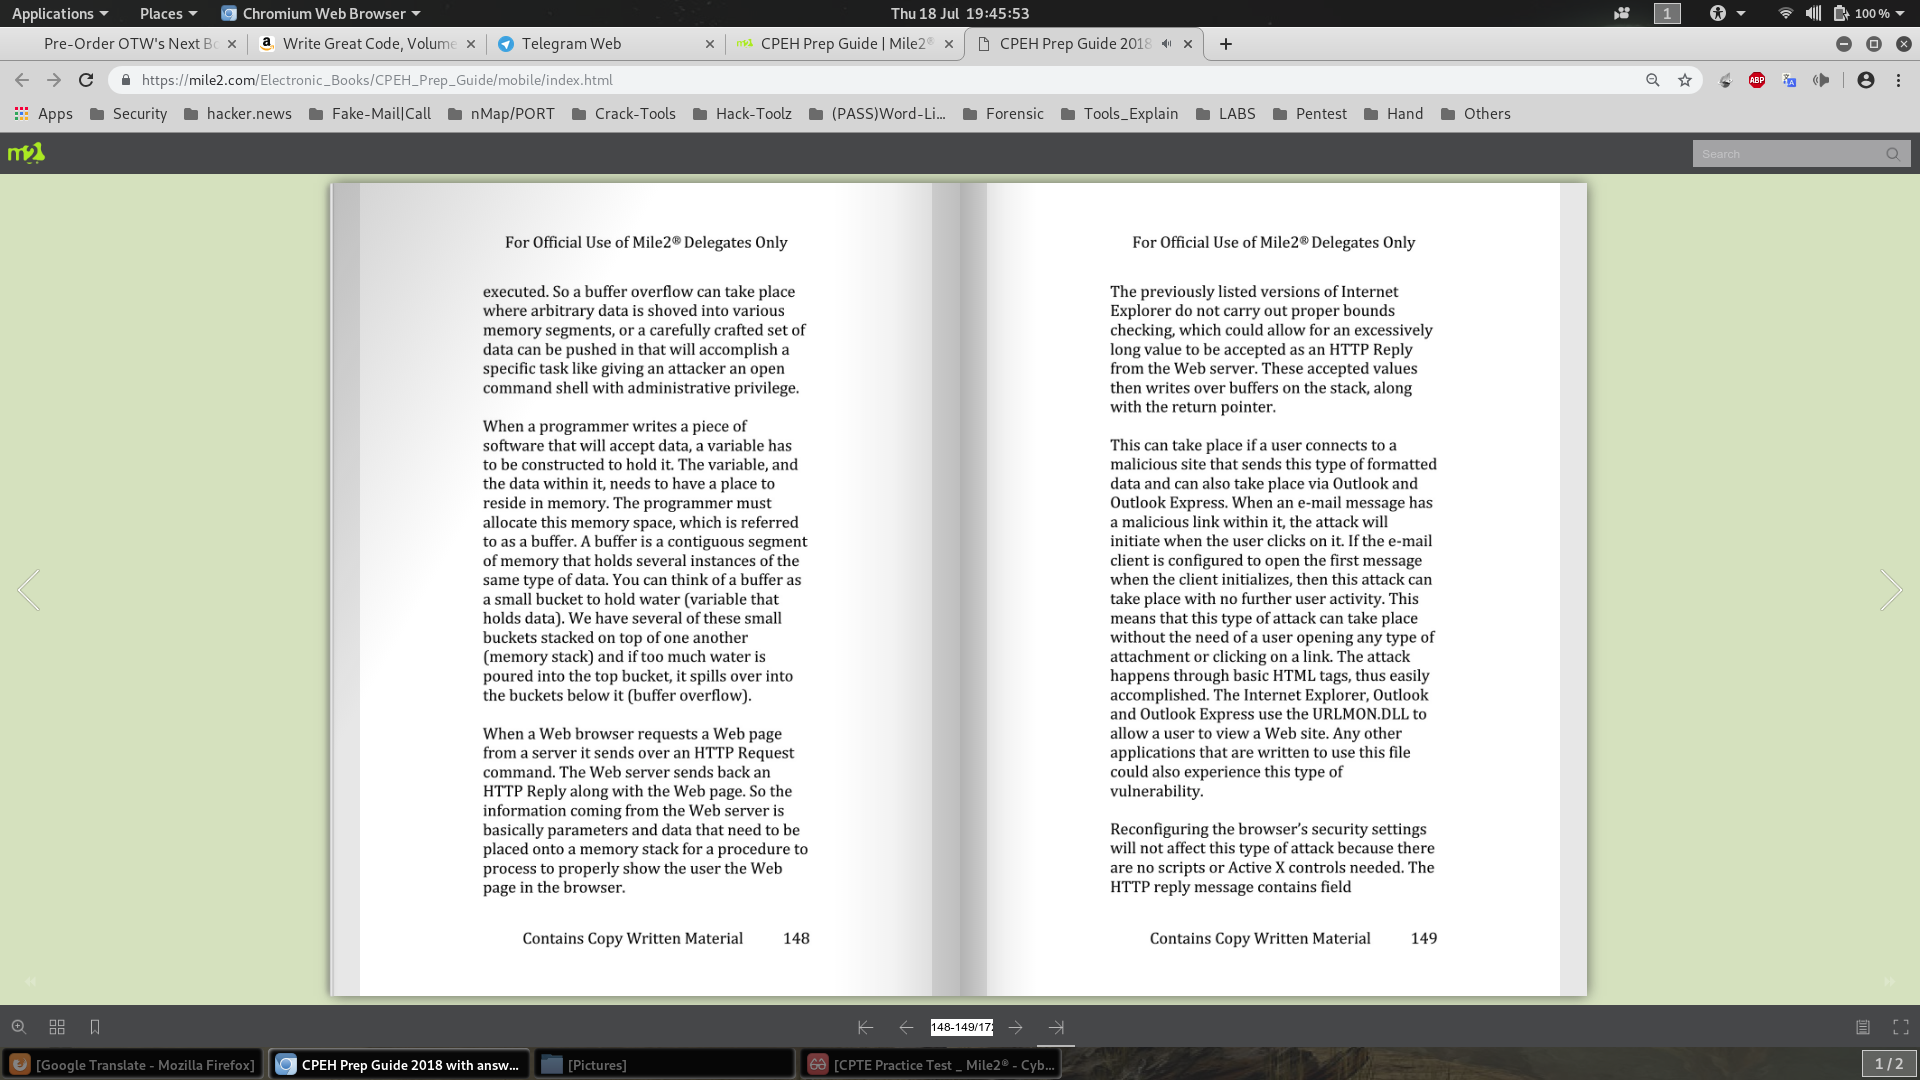 Applications Places Chromium Web Browser Thu 18 Jul 19:45:53 1 100 %
Pre-Order OTW's Next Bo Write Great Code, Volume Telegram Web CPEH Prep Guide | Mile2® CPEH Prep Guide 2018
https://mile2.com/Electronic_Books/CPEH_Prep_Guide/mobile/index.html ABP
Apps Security hacker.news Fake-Mail|Call nMap/PORT Crack-Tools Hack-Toolz (PASS)Word-Li... Forensic Tools_Explain LABS Pentest Hand Others
m2 Search
For Official Use of Mile2® Delegates Only
executed. So a buffer overflow can take place
where arbitrary data is shoved into various
memory segments, or a carefully crafted set of
data can be pushed in that will accomplish a
specific task like giving an attacker an open
command shell with administrative privilege.
When a programmer writes a piece of
software that will accept data, a variable has
to be constructed to hold it. The variable, and
the data within it, needs to have a place to
reside in memory. The programmer must
allocate this memory space, which is referred
to as a buffer. A buffer is a contiguous segment
of memory that holds several instances of the
same type of data. You can think of a buffer as
a small bucket to hold water (variable that
holds data). We have several of these small
buckets stacked on top of one another
(memory stack) and if too much water is
poured into the top bucket, it spills over into
the buckets below it (buffer overflow).
When a Web browser requests a Web page
from a server it sends over an HTTP Request
command. The Web server sends back an
HTTP Reply along with the Web page. So the
information coming from the Web server is
basically parameters and data that need to be
placed onto a memory stack for a procedure to
process to properly show the user the Web
page in the browser.
Contains Copy Written Material 148
For Official Use of Mile2® Delegates Only
The previously listed versions of Internet
Explorer do not carry out proper bounds
checking, which could allow for an excessively
long value to be accepted as an HTTP Reply
from the Web server. These accepted values
then writes over buffers on the stack, along
with the return pointer.
This can take place if a user connects to a
malicious site that sends this type of formatted
data and can also take place via Outlook and
Outlook Express. When an e-mail message has
a malicious link within it, the attack will
initiate when the user clicks on it. If the e-mail
client is configured to open the first message
when the client initializes, then this attack can
take place with no further user activity. This
means that this type of attack can take place
without the need of a user opening any type of
attachment or clicking on a link. The attack
happens through basic HTML tags, thus easily
accomplished. The Internet Explorer, Outlook
and Outlook Express use the URLMON.DLL to
allow a user to view a Web site. Any other
applications that are written to use this file
could also experience this type of
vulnerability.
Reconfiguring the browser’s security settings
will not affect this type of attack because there
are no scripts or Active X controls needed. The
HTTP reply message contains field
Contains Copy Written Material 149
148-149/172
[Google Translate - Mozilla Firefox] CPEH Prep Guide 2018 with answ... [Pictures] [CPTE Practice Test _ Mile2® - Cyb... 1 / 2